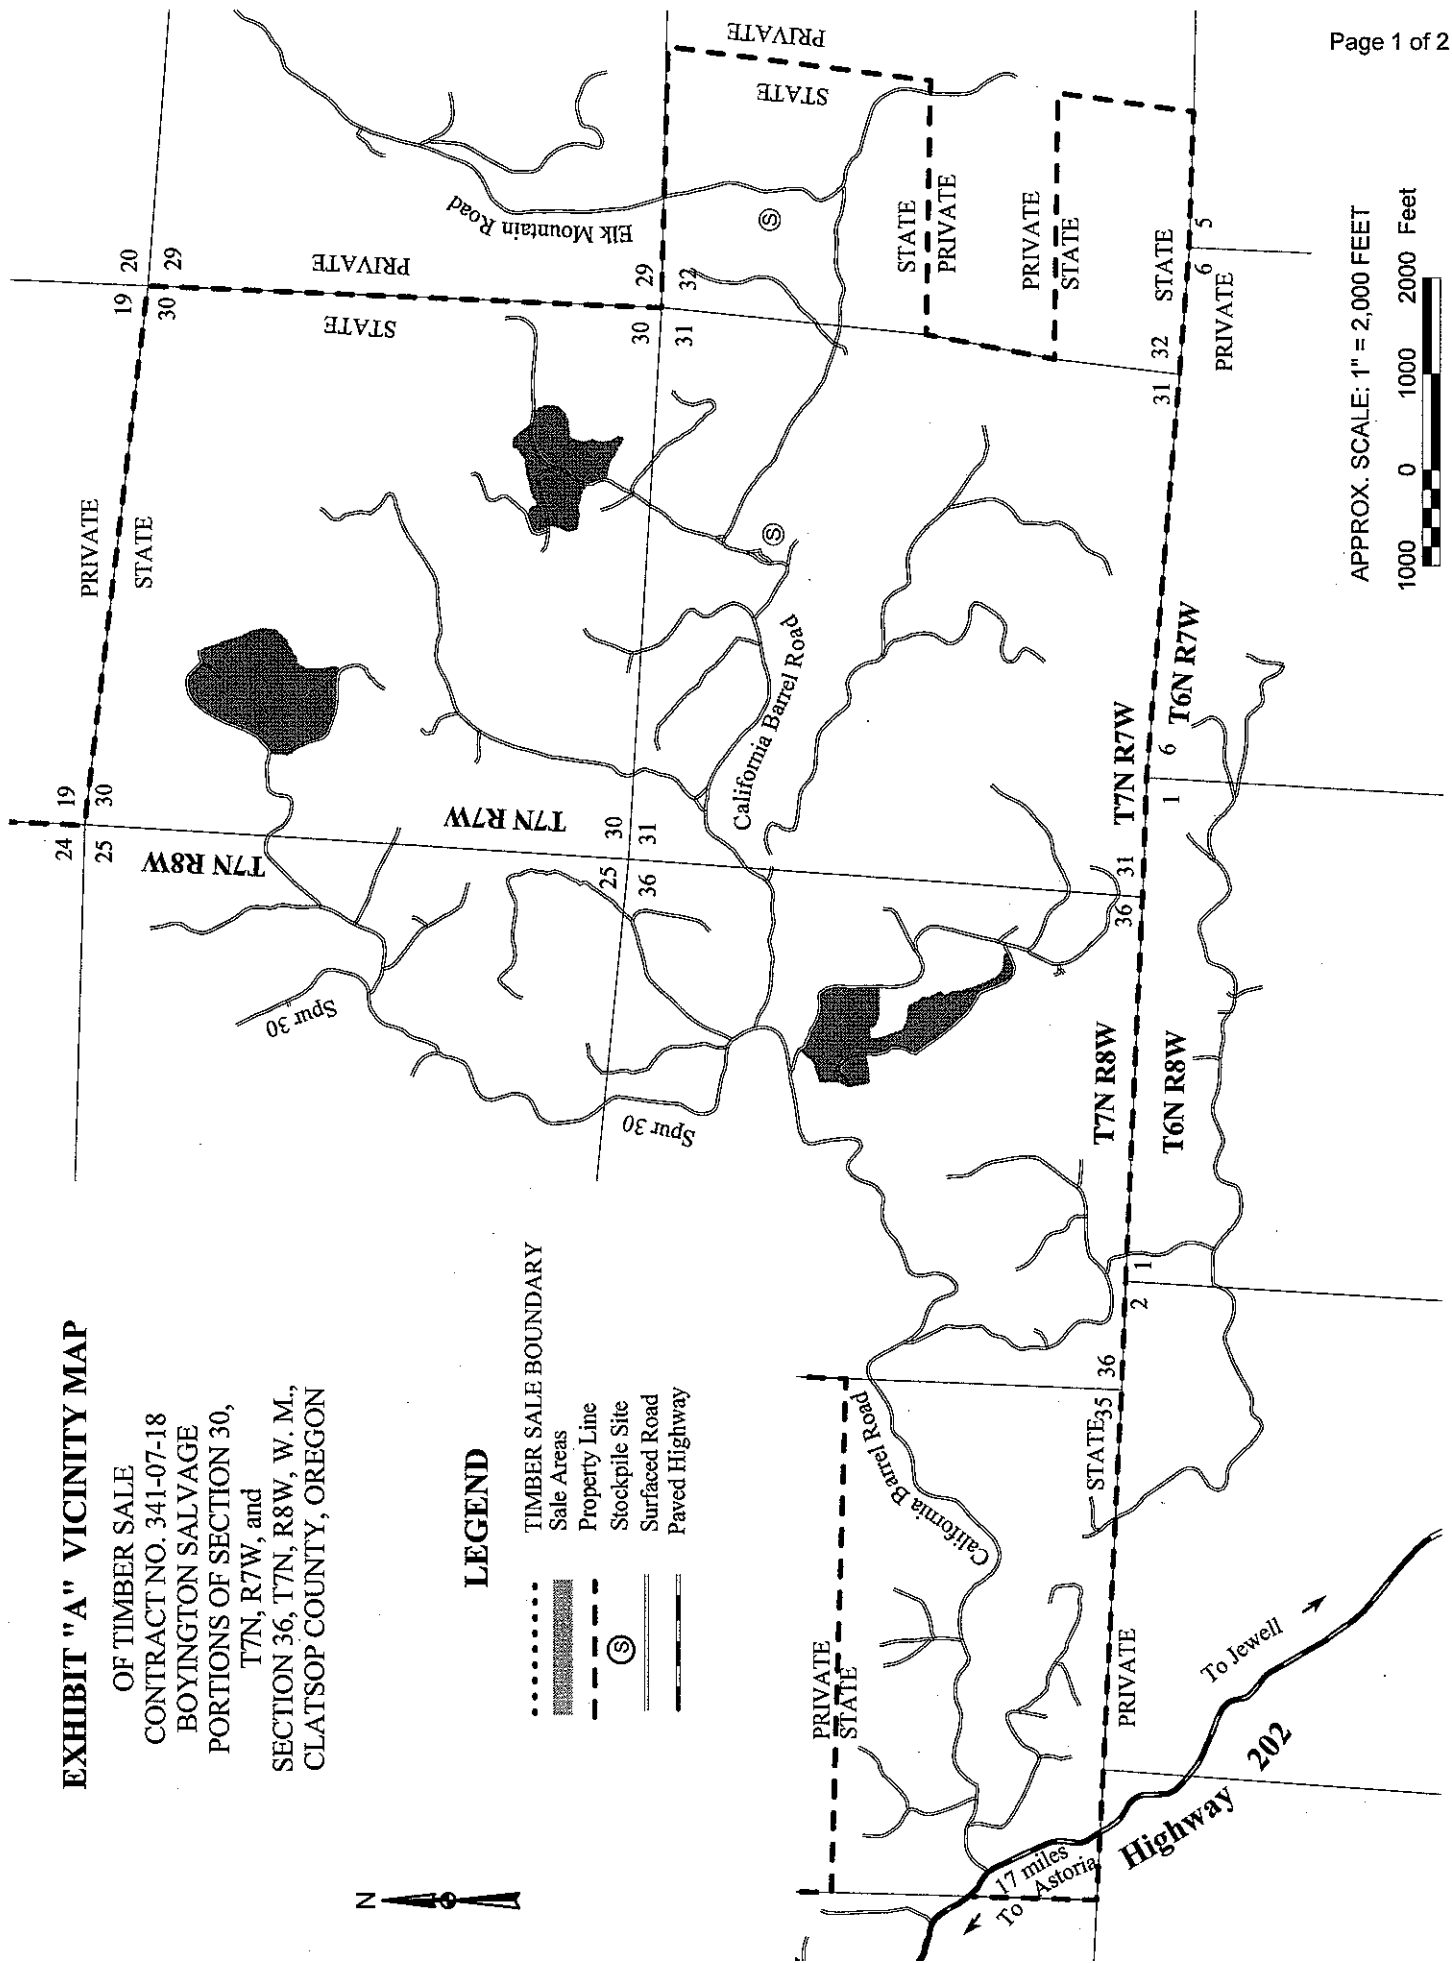 Page 1 of 2
EXHIBIT "A" VICINITY MAP
OF TIMBER SALE
CONTRACT NO. 341-07-18
BOYINGTON SALVAGE
PORTIONS OF SECTION 30,
T7N, R7W, and
SECTION 36, T7N, R8W, W. M.,
CLATSOP COUNTY, OREGON
LEGEND
TIMBER SALE BOUNDARY
Sale Areas
Property Line
S
Stockpile Site
Surfaced Road
Paved Highway
N
24
19
25
30
PRIVATE
STATE
19
20
30
29
T7N R8W
T7N R7W
STATE
PRIVATE
Elk Mountain Road
Spur 30
25
30
36
31
30
29
31
32
STATE
PRIVATE
Spur 30
California Barrel Road
S
S
STATE
PRIVATE
PRIVATE
STATE
PRIVATE
STATE
California Barrel Road
STATE
35
36
2
1
T7N R8W
T6N R8W
36
31
1
6
T7N R7W
T6N R7W
31
32
STATE
6
5
PRIVATE
PRIVATE
17 miles
To Astoria
Highway 202
To Jewell
APPROX. SCALE: 1" = 2,000 FEET
1000 0 1000 2000 Feet